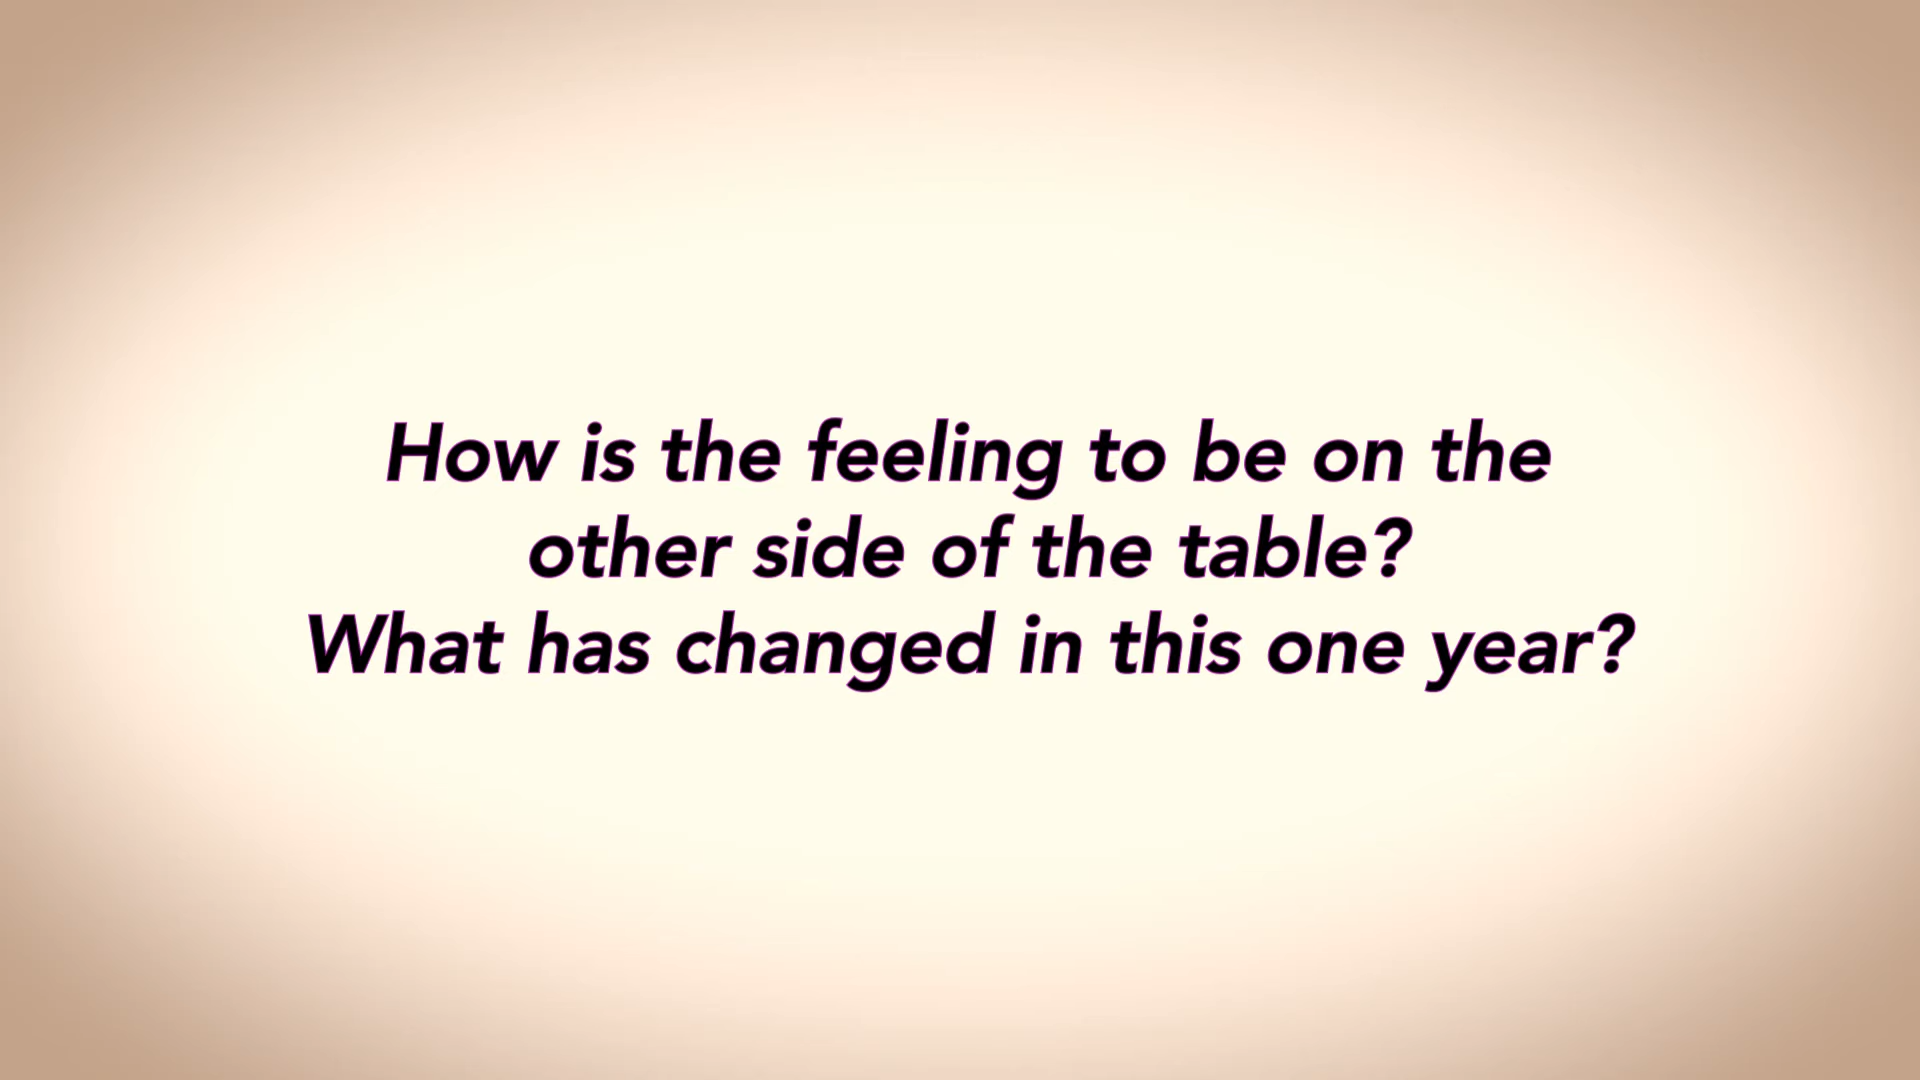 How is the feeling to be on the
other side of the table?
What has changed in this one year?